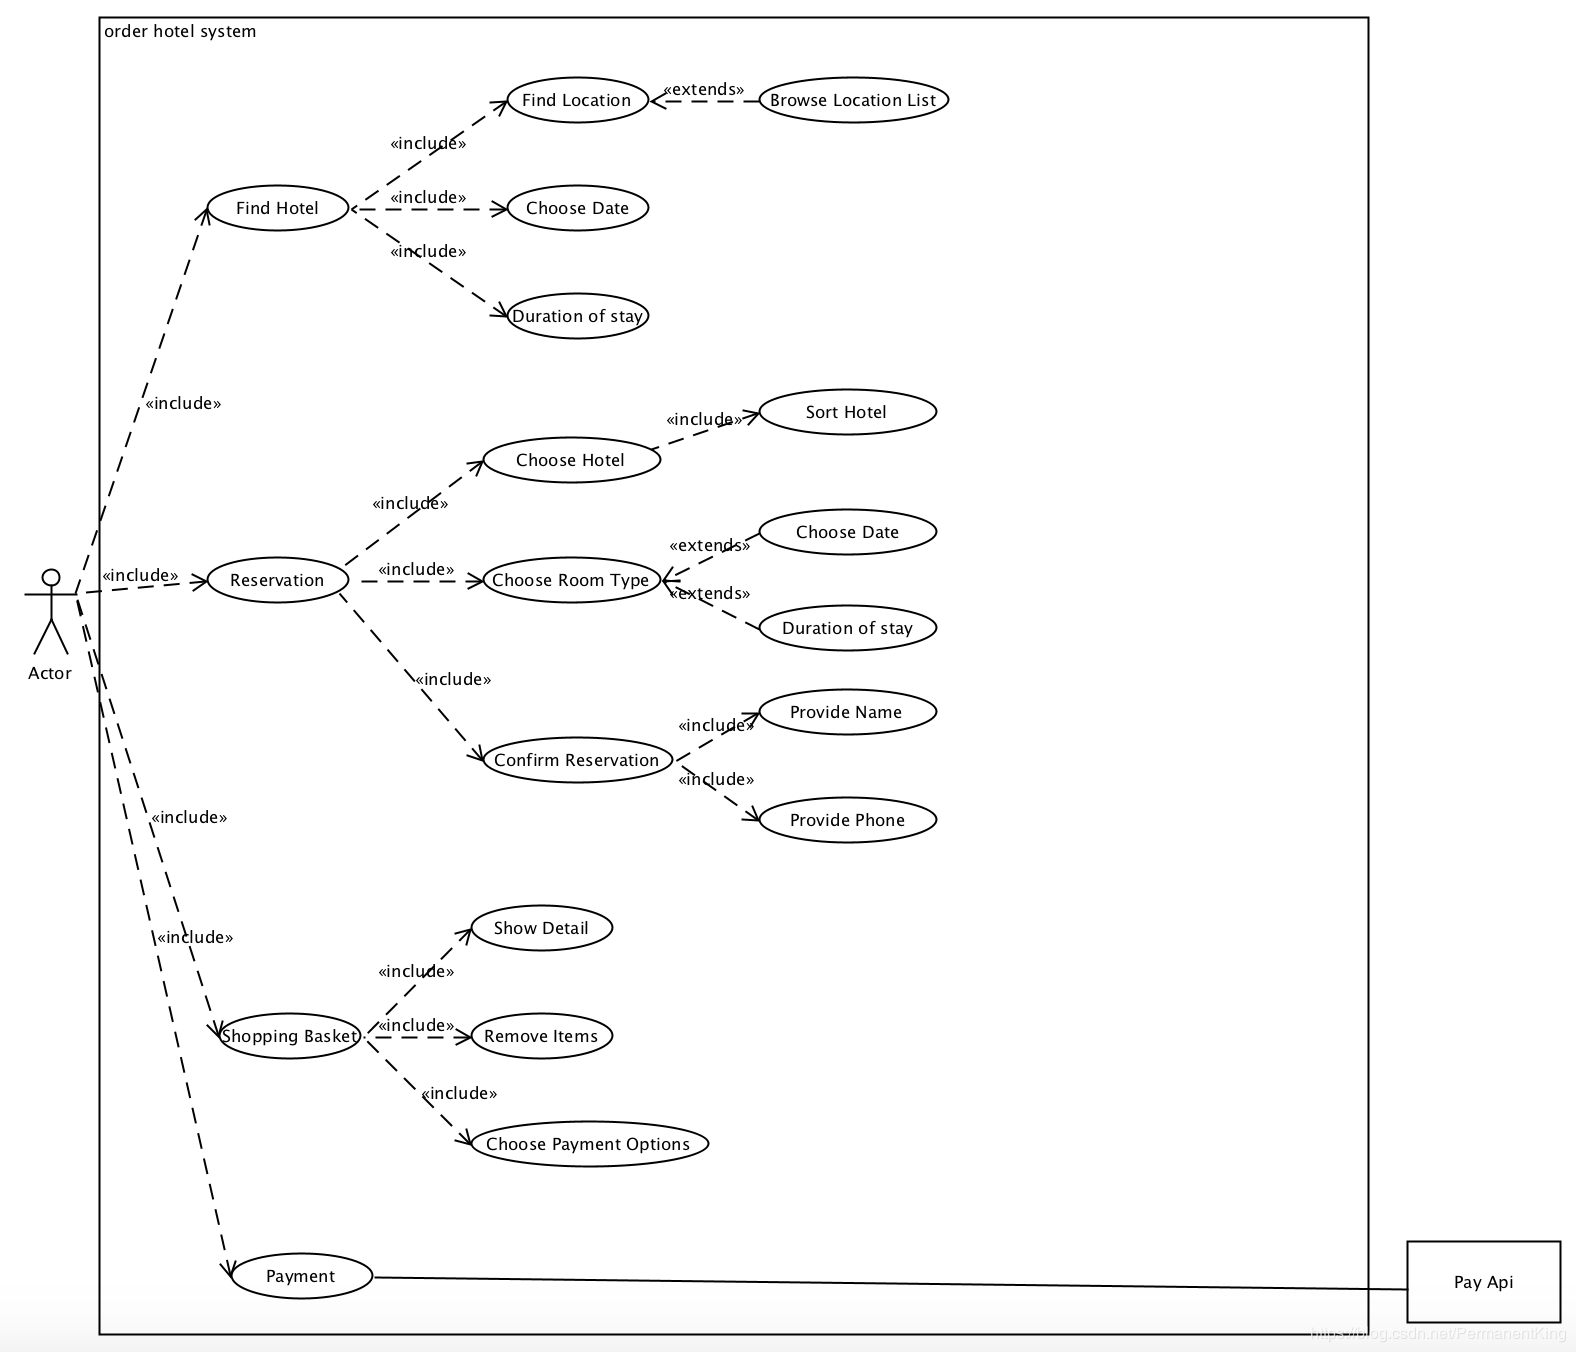 order hotel system
Find Location
«extends»
Browse Location List
«include»
Find Hotel
«include»
Choose Date
«include»
Duration of stay
«include»
Sort Hotel
«include»
Choose Hotel
«include»
Choose Date
«extends»
«include»
«include»
Reservation
Choose Room Type
«extends»
Duration of stay
Actor
«include»
Provide Name
«include»
Confirm Reservation
«include»
Provide Phone
«include»
Show Detail
«include»
«include»
«include»
Shopping Basket
Remove Items
«include»
Choose Payment Options
Payment
Pay Api
https://blog.csdn.net/PermanentKing